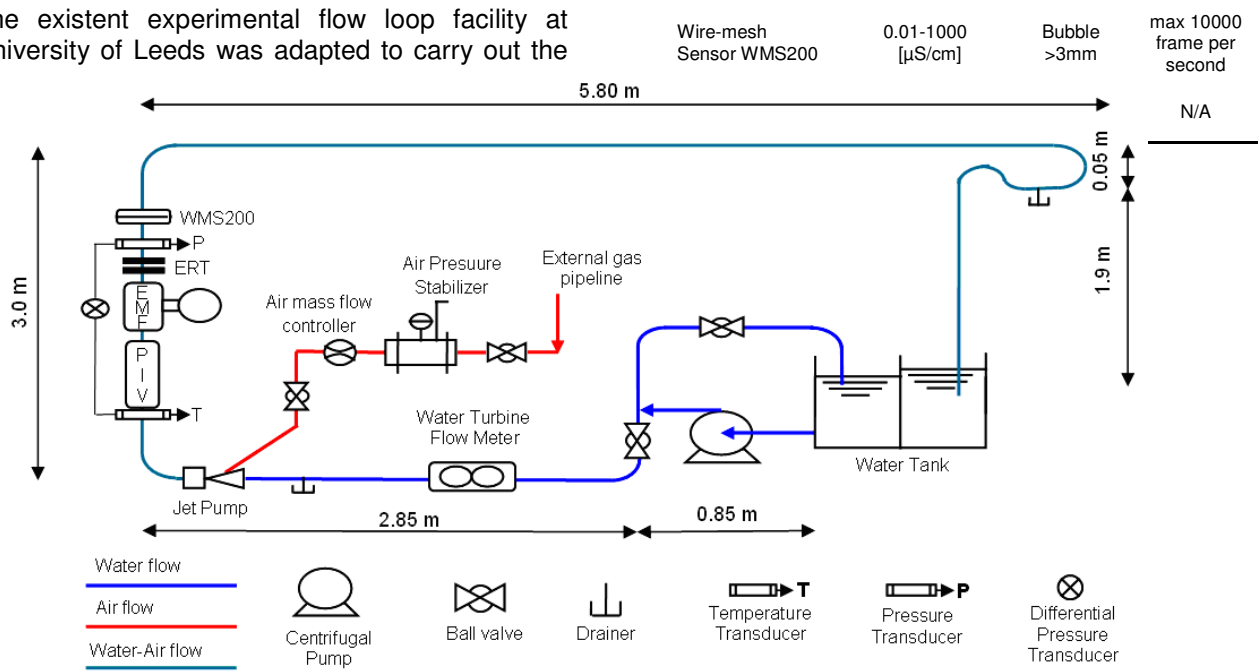 he existent experimental flow loop facility at
niversity of Leeds was adapted to carry out the
Wire-mesh
Sensor WMS200
0.01-1000
[µS/cm]
Bubble
>3mm
max 10000
frame per
second
N/A
5.80 m
3.0 m
0.05 m
1.9 m
WMS200
P
ERT
E
M
F
P
I
V
T
Air mass flow
controller
Air Presuure
Stabilizer
External gas
pipeline
Water Turbine
Flow Meter
Water Tank
Jet Pump
2.85 m
0.85 m
Water flow
Air flow
Water-Air flow
Centrifugal
Pump
Ball valve
Drainer
T
Temperature
Transducer
P
Pressure
Transducer
Differential
Pressure
Transducer